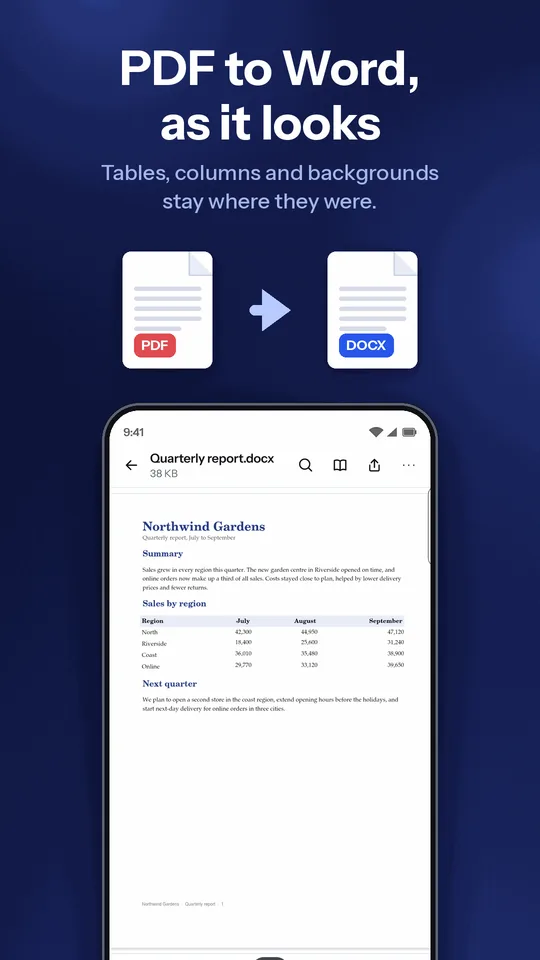 PDF to Word,
as it looks
Tables, columns and backgrounds
stay where they were.
PDF
DOCX
9:41
Quarterly report.docx
38 KB
Northwind Gardens
Quarterly report, July to September
Summary
Sales grew in every region this quarter. The new garden centre in Riverside opened on time, and
online orders now make up a third of all sales. Costs stayed close to plan, helped by lower delivery
prices and fewer returns.
Sales by region
Region July August September
North 42,300 44,950 47,120
Riverside 18,400 25,600 31,240
Coast 36,010 35,480 38,900
Online 29,770 33,120 39,650
Next quarter
We plan to open a second store in the coast region, extend opening hours before the holidays, and
start next-day delivery for online orders in three cities.
Northwind Gardens Quarterly report 1